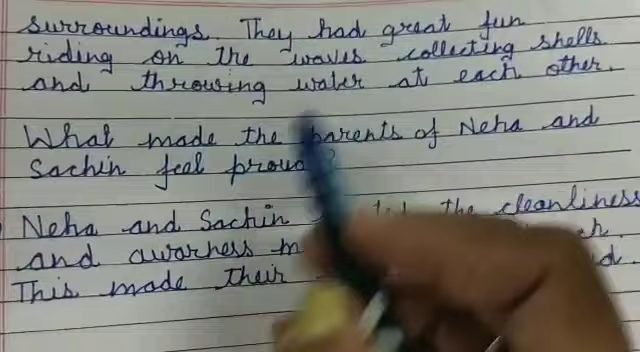 surroundings. They had great fun
riding on the waves collecting shells
and throwing water at each other.
What made the parents of Neha and
Sachin feel proud?
Neha and Sachin the cleanliness
and awarness
This made their